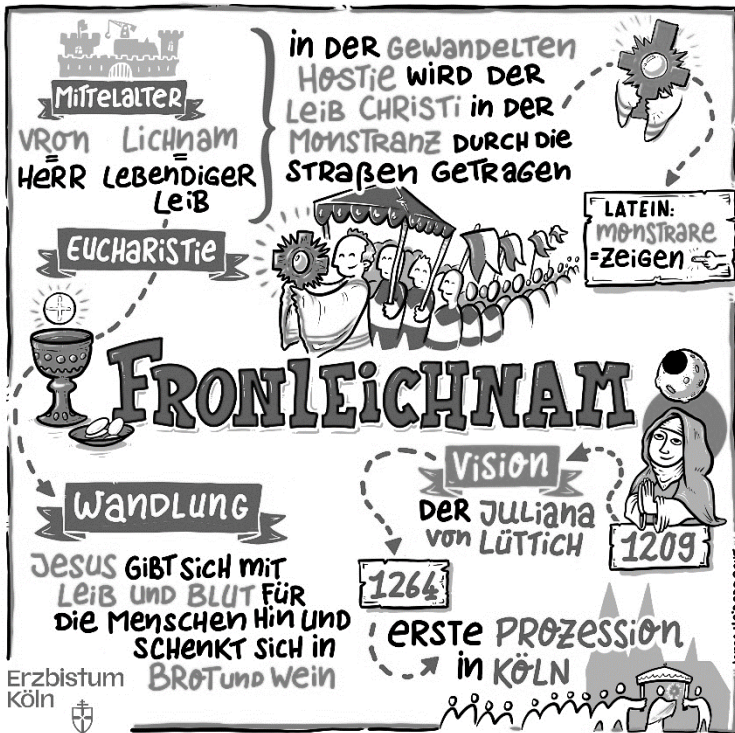 MITTELALTER
VRON LICHNAM
= =
HERR LEBENDIGER
LEIB
IN DER GEWANDELTEN
HOSTIE WIRD DER
LEIB CHRISTI IN DER
MONSTRANZ DURCH DIE
STRAßEN GETRAGEN
LATEIN:
MONSTRARE
=ZEIGEN
EUCHARISTIE
FRONLEICHNAM
WANDLUNG
JESUS GIBT SICH MIT
LEIB UND BLUT FÜR
DIE MENSCHEN HIN UND
SCHENKT SICH IN
BROT UND WEIN
VISION
DER JULIANA
VON LÜTTICH
1209
1264
ERSTE PROZESSION
IN KÖLN
Erzbistum
Köln